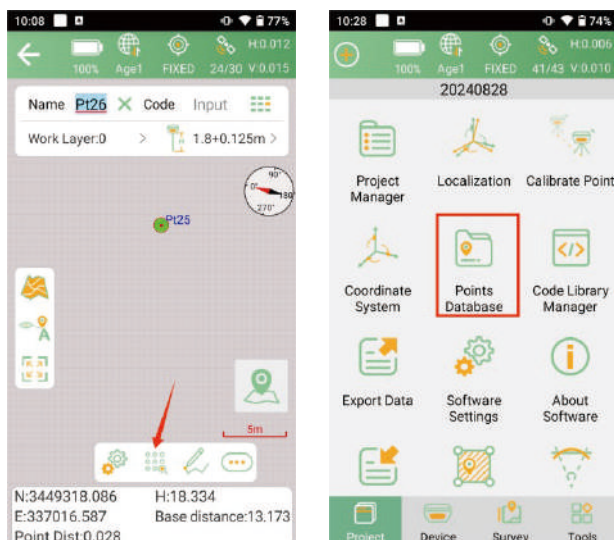 10:08
77%
H:0.012
100%
Age1
FIXED
24/30
V:0.015
Name Pt26 Code Input
Work Layer:0 > 1.8+0.125m >
90°
0°
180
270°
Pt25
5m
N:3449318.086 H:18.334
E:337016.587 Base distance:13.173
Point Dist:0.028
10:28
74%
H:0.006
100%
Age1
FIXED
41/43
V:0.010
20240828
Project Manager
Localization
Calibrate Point
Coordinate System
Points Database
Code Library Manager
Export Data
Software Settings
About Software
Project
Device
Survey
Tools